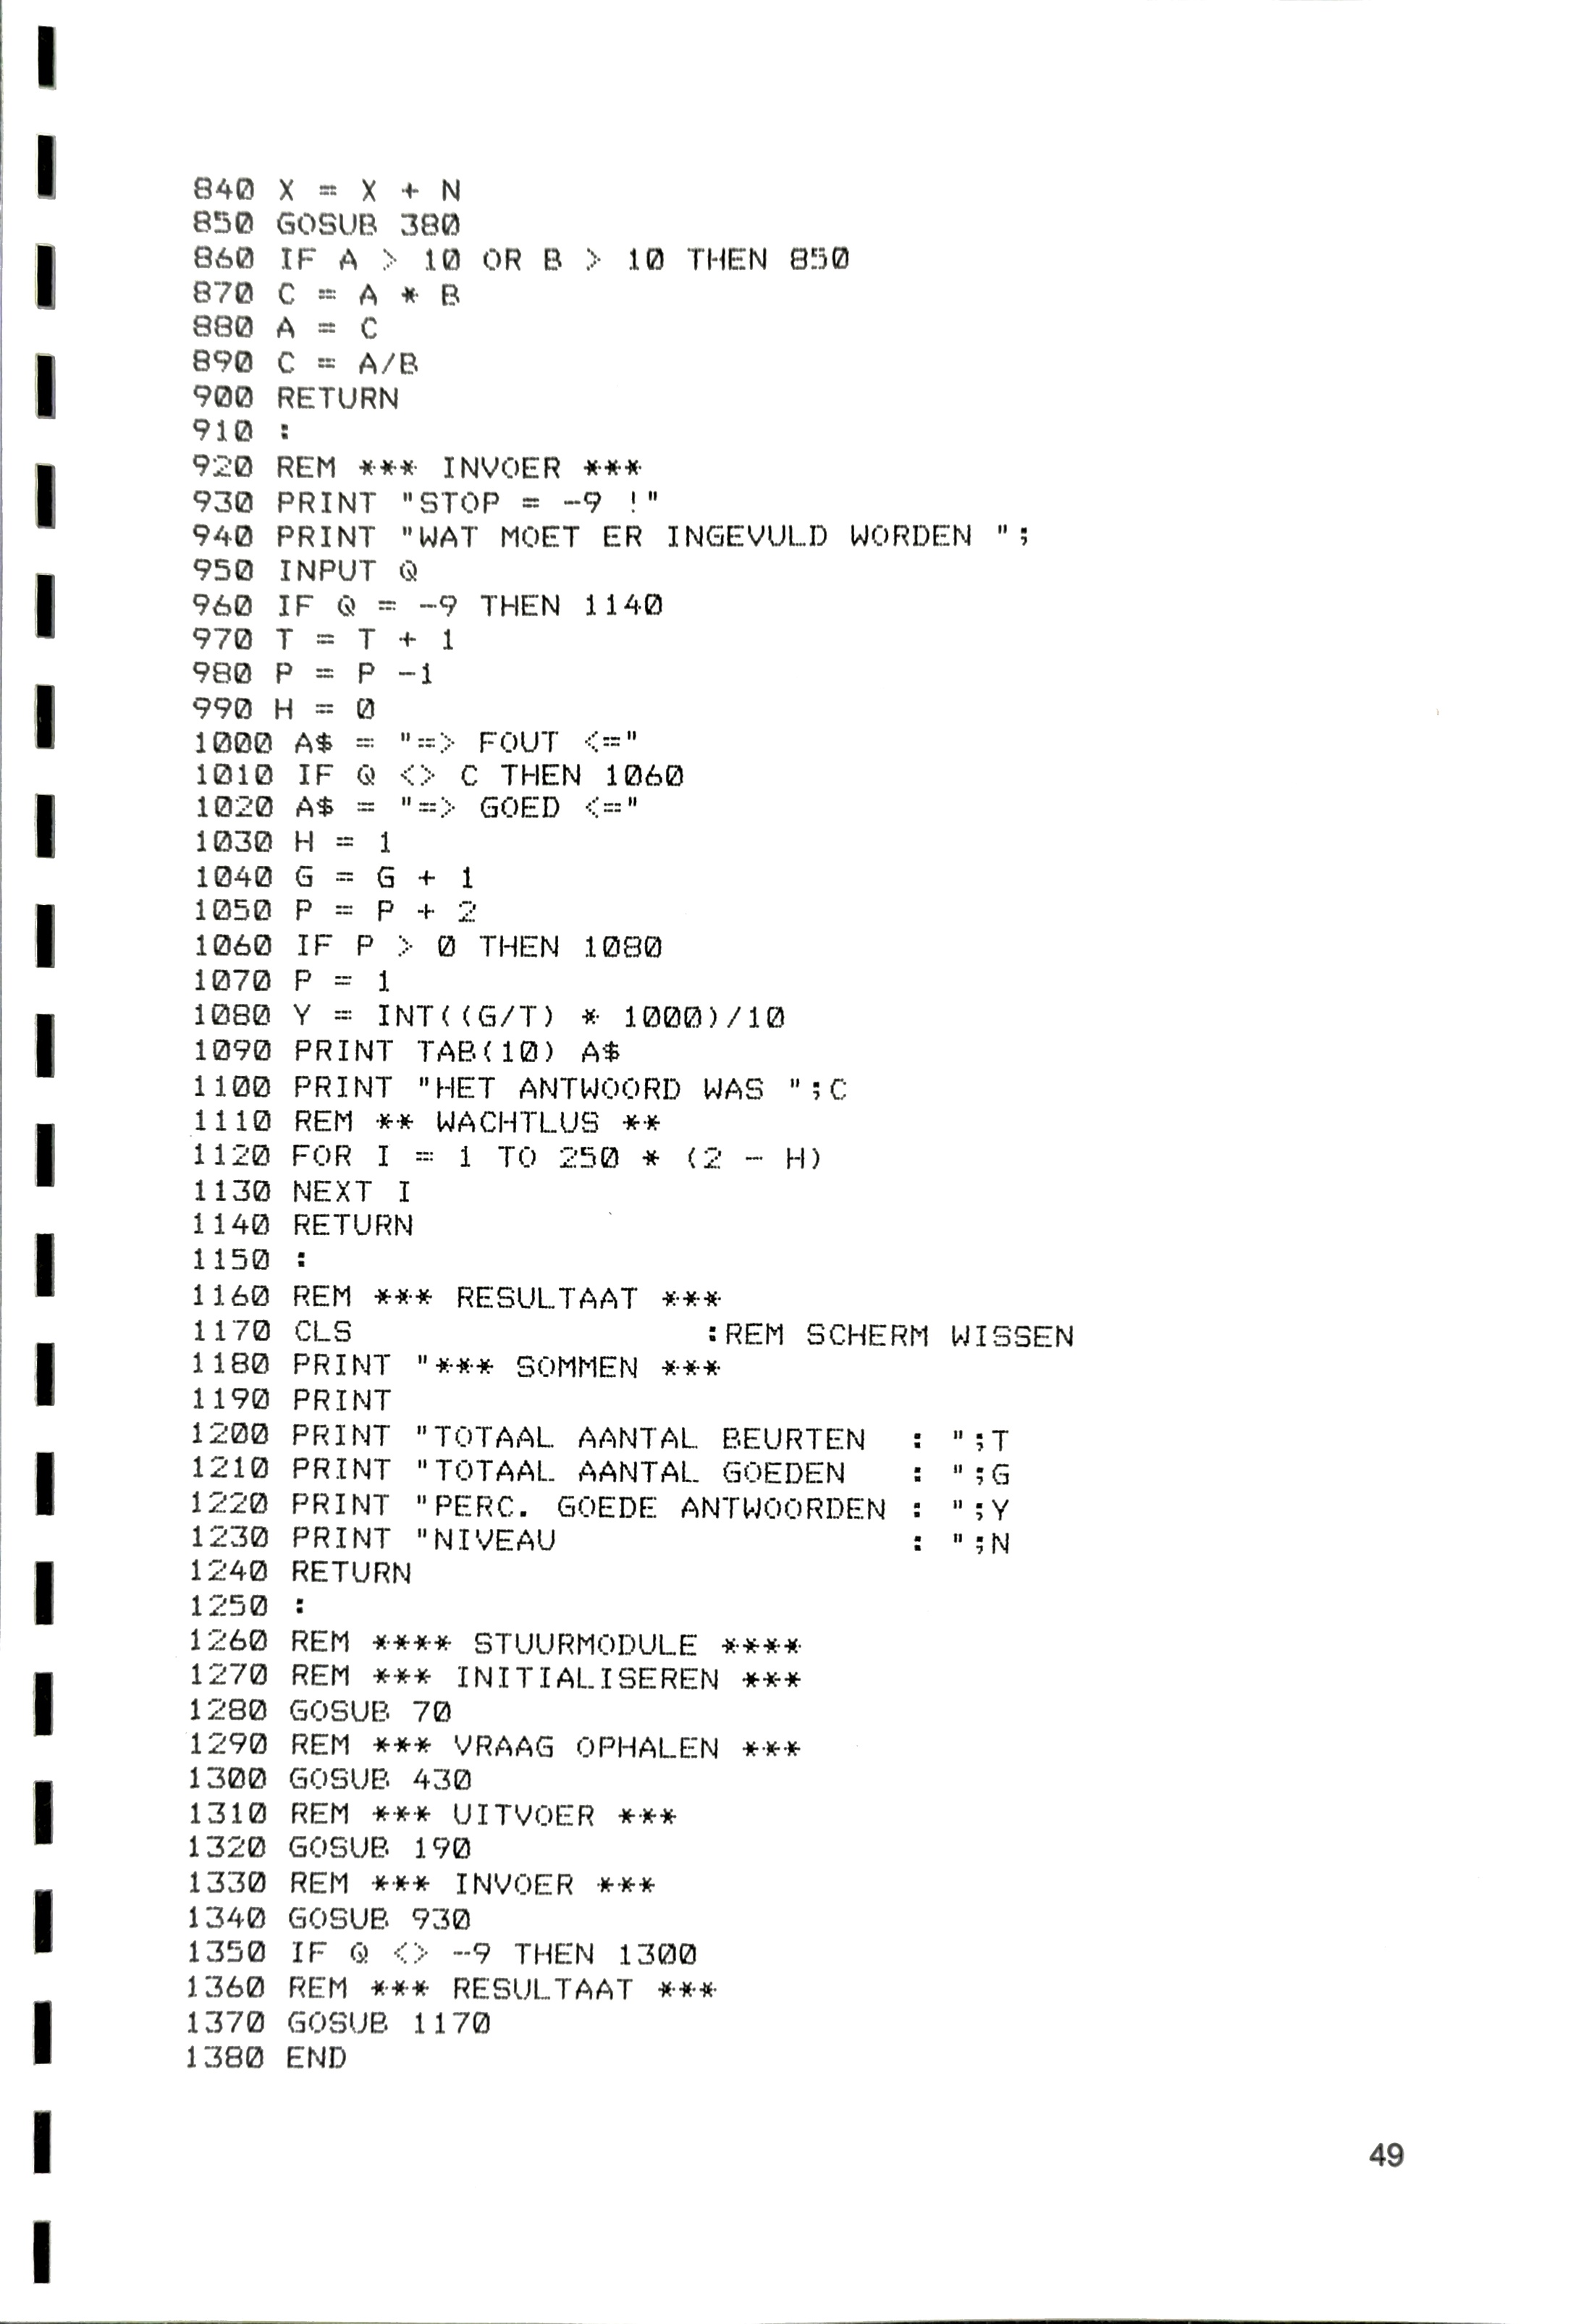 840 X = X + N
850 GOSUB 380
860 IF A > 10 OR B > 10 THEN 850
870 C = A * B
880 A = C
890 C = A/B
900 RETURN
910 :
920 REM *** INVOER ***
930 PRINT "STOP = -9 !"
940 PRINT "WAT MOET ER INGEVULD WORDEN ";
950 INPUT Q
960 IF Q = -9 THEN 1140
970 T = T + 1
980 P = P -1
990 H = 0
1000 A$ = "=> FOUT <="
1010 IF Q <> C THEN 1060
1020 A$ = "=> GOED <="
1030 H = 1
1040 G = G + 1
1050 P = P + 2
1060 IF P > 0 THEN 1080
1070 P = 1
1080 Y = INT((G/T) * 1000)/10
1090 PRINT TAB(10) A$
1100 PRINT "HET ANTWOORD WAS ";C
1110 REM ** WACHTLUS **
1120 FOR I = 1 TO 250 * (2 - H)
1130 NEXT I
1140 RETURN
1150 :
1160 REM *** RESULTAAT ***
1170 CLS                 :REM SCHERM WISSEN
1180 PRINT "*** SOMMEN ***
1190 PRINT
1200 PRINT "TOTAAL AANTAL BEURTEN  : ";T
1210 PRINT "TOTAAL AANTAL GOEDEN   : ";G
1220 PRINT "PERC. GOEDE ANTWOORDEN : ";Y
1230 PRINT "NIVEAU                 : ";N
1240 RETURN
1250 :
1260 REM **** STUURMODULE ****
1270 REM *** INITIALISEREN ***
1280 GOSUB 70
1290 REM *** VRAAG OPHALEN ***
1300 GOSUB 430
1310 REM *** UITVOER ***
1320 GOSUB 190
1330 REM *** INVOER ***
1340 GOSUB 930
1350 IF Q <> -9 THEN 1300
1360 REM *** RESULTAAT ***
1370 GOSUB 1170
1380 END
49